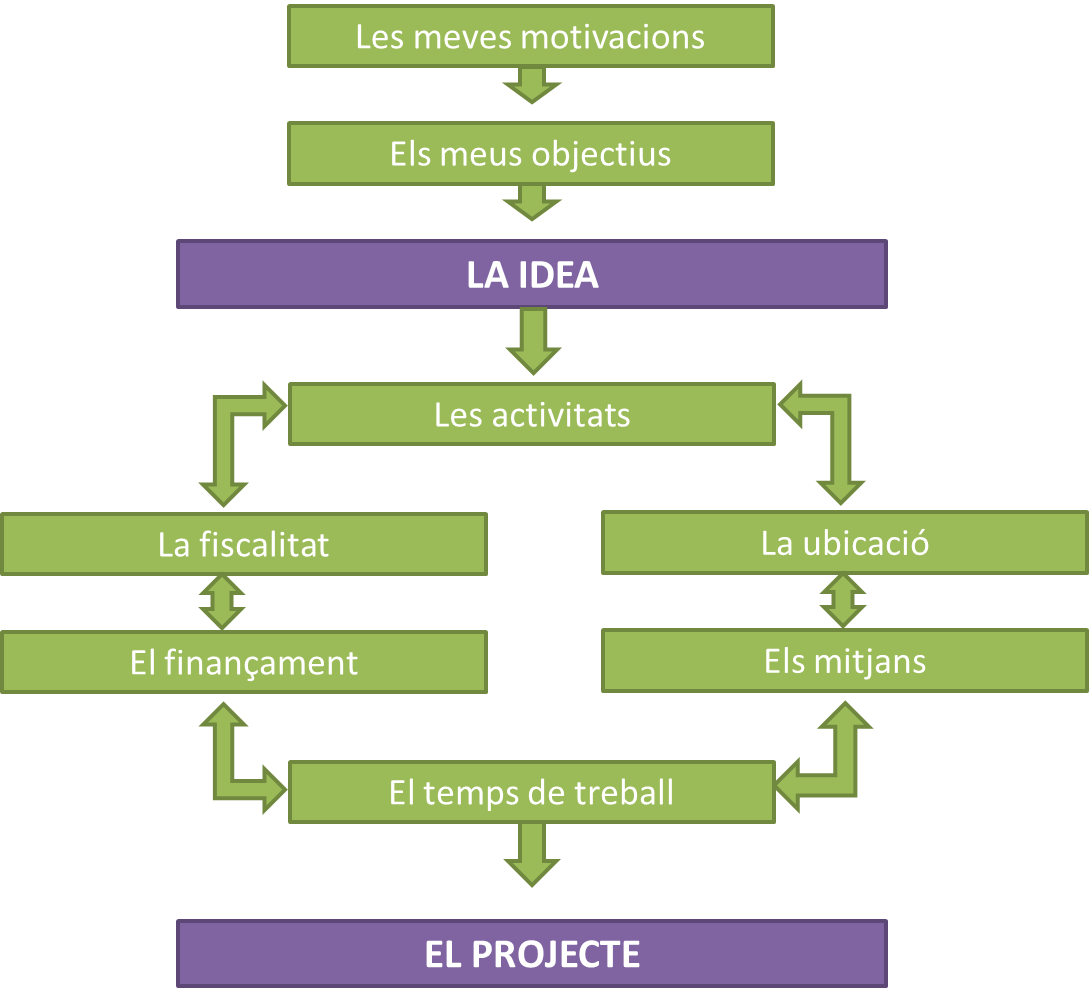 Les meves motivacions
Els meus objectius
LA IDEA
Les activitats
La fiscalitat
La ubicació
El finançament
Els mitjans
El temps de treball
EL PROJECTE